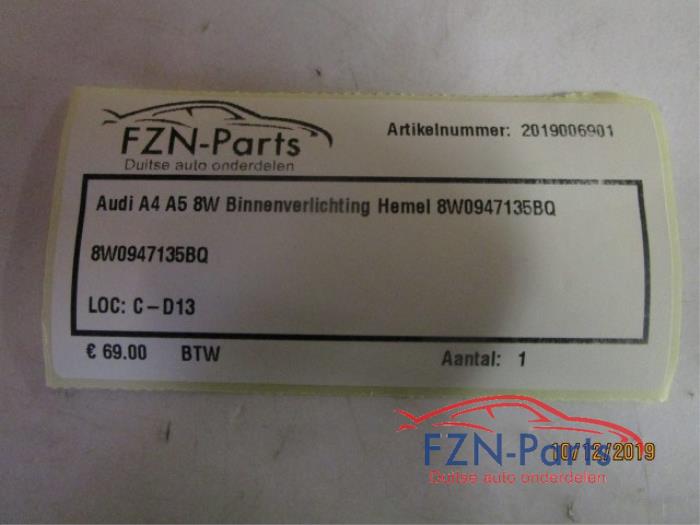 FZN-Parts
Duitse auto onderdelen
Artikelnummer: 2019006901
Audi A4 A5 8W Binnenverlichting Hemel 8W0947135BQ
8W0947135BQ
LOC: C-D13
€ 69.00 BTW
Aantal: 1
10/12/2019
FZN-Parts
Duitse auto onderdelen